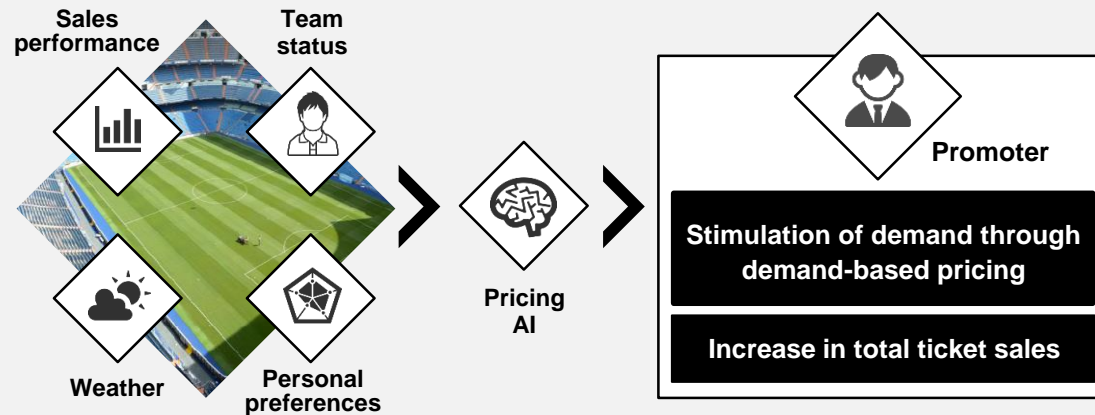 Sales
performance
Team
status
Weather
Personal
preferences
Pricing
AI
Promoter
Stimulation of demand through
demand-based pricing
Increase in total ticket sales